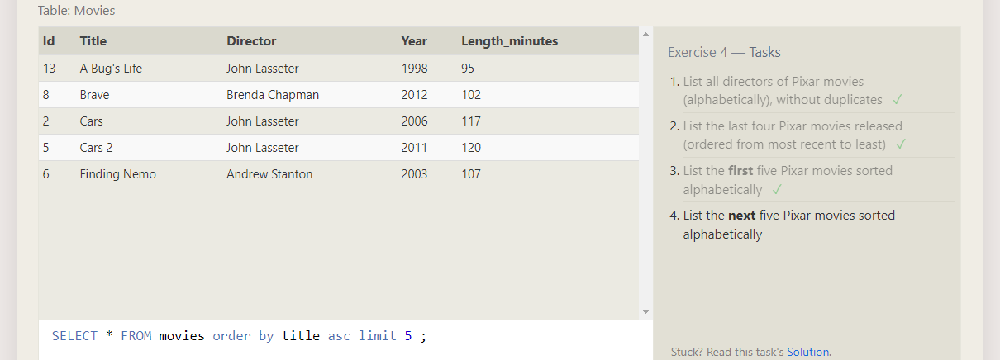 Table: Movies
Id Title Director Year Length_minutes
13 A Bug's Life John Lasseter 1998 95
8 Brave Brenda Chapman 2012 102
2 Cars John Lasseter 2006 117
5 Cars 2 John Lasseter 2011 120
6 Finding Nemo Andrew Stanton 2003 107
SELECT * FROM movies order by title asc limit 5 ;
Exercise 4 — Tasks
1. List all directors of Pixar movies
(alphabetically), without duplicates ✓
2. List the last four Pixar movies released
(ordered from most recent to least) ✓
3. List the first five Pixar movies sorted
alphabetically ✓
4. List the next five Pixar movies sorted
alphabetically
Stuck? Read this task's Solution.